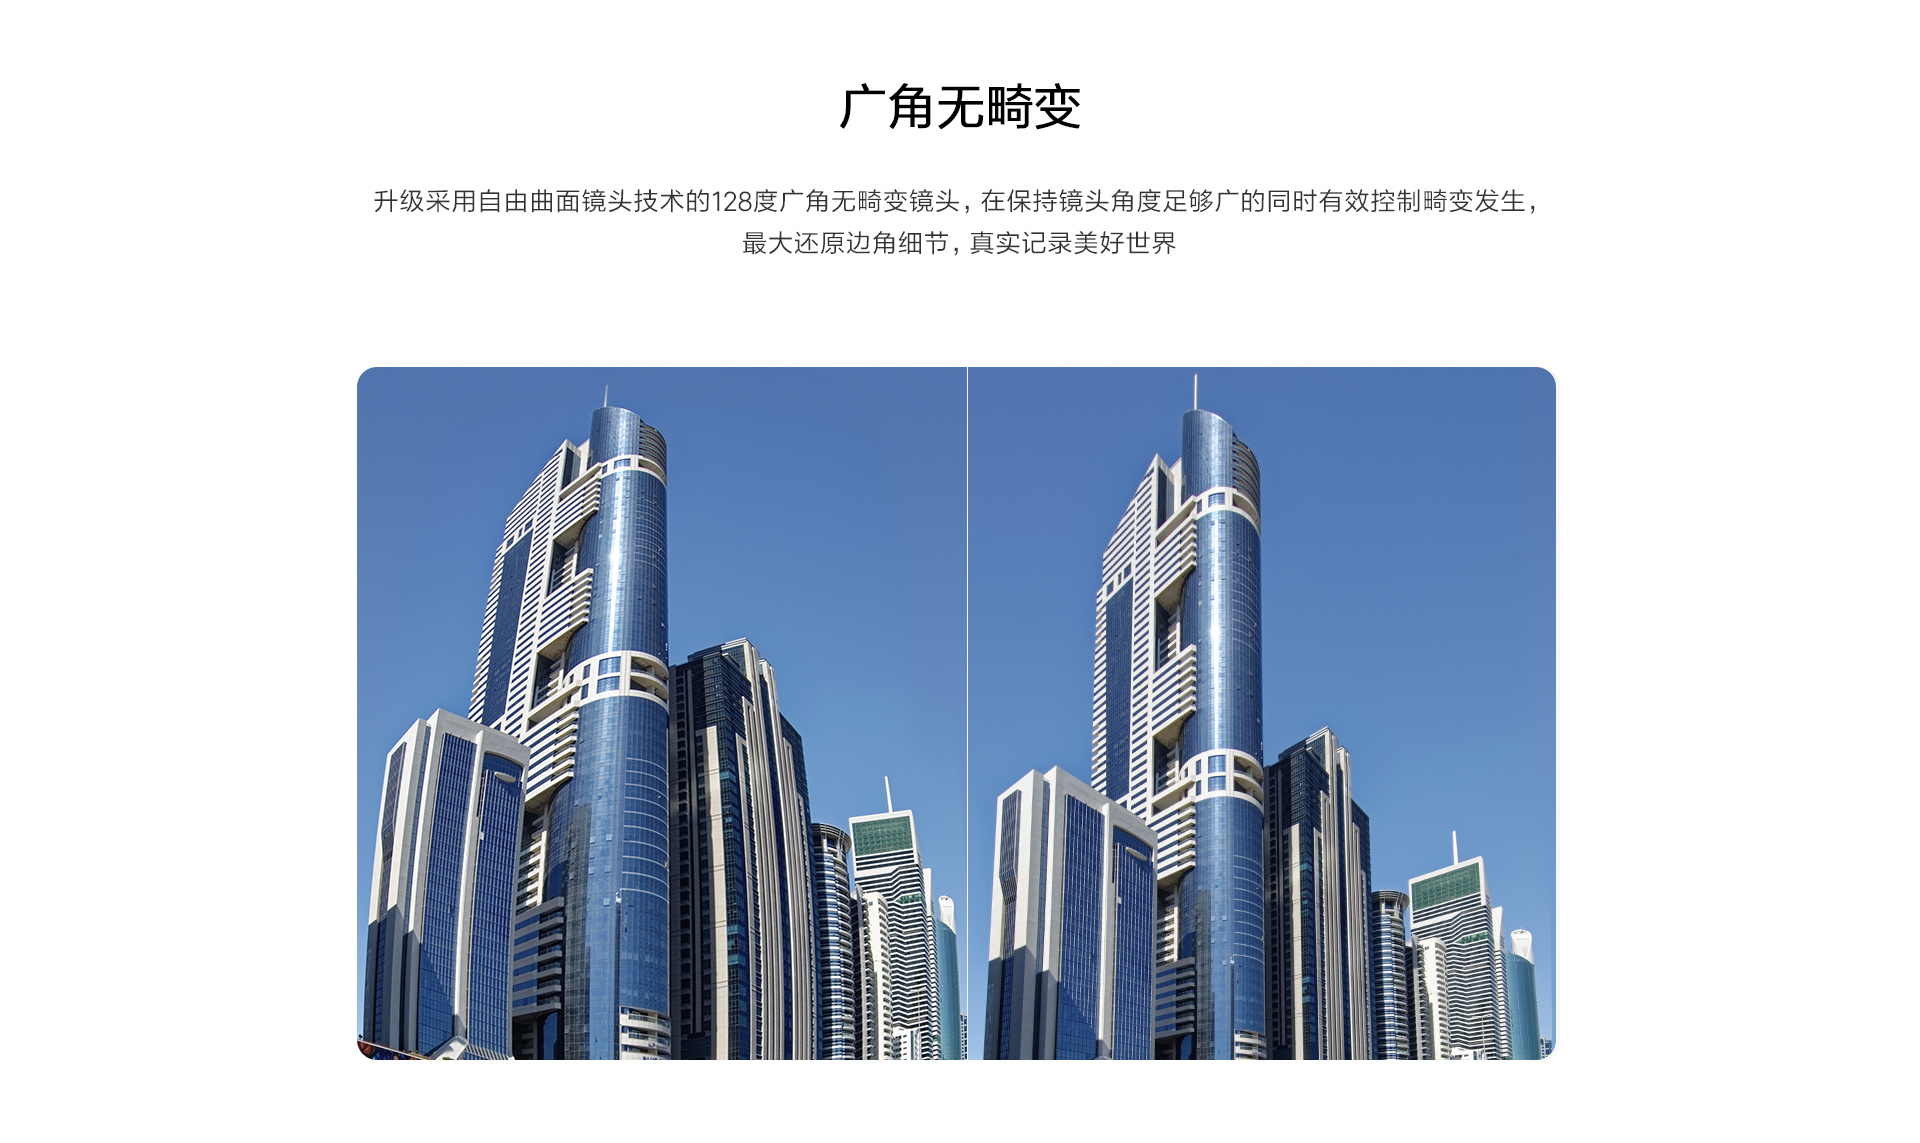 广角无畸变
升级采用自由曲面镜头技术的128度广角无畸变镜头，在保持镜头角度足够广的同时有效控制畸变发生，
最大还原边角细节，真实记录美好世界